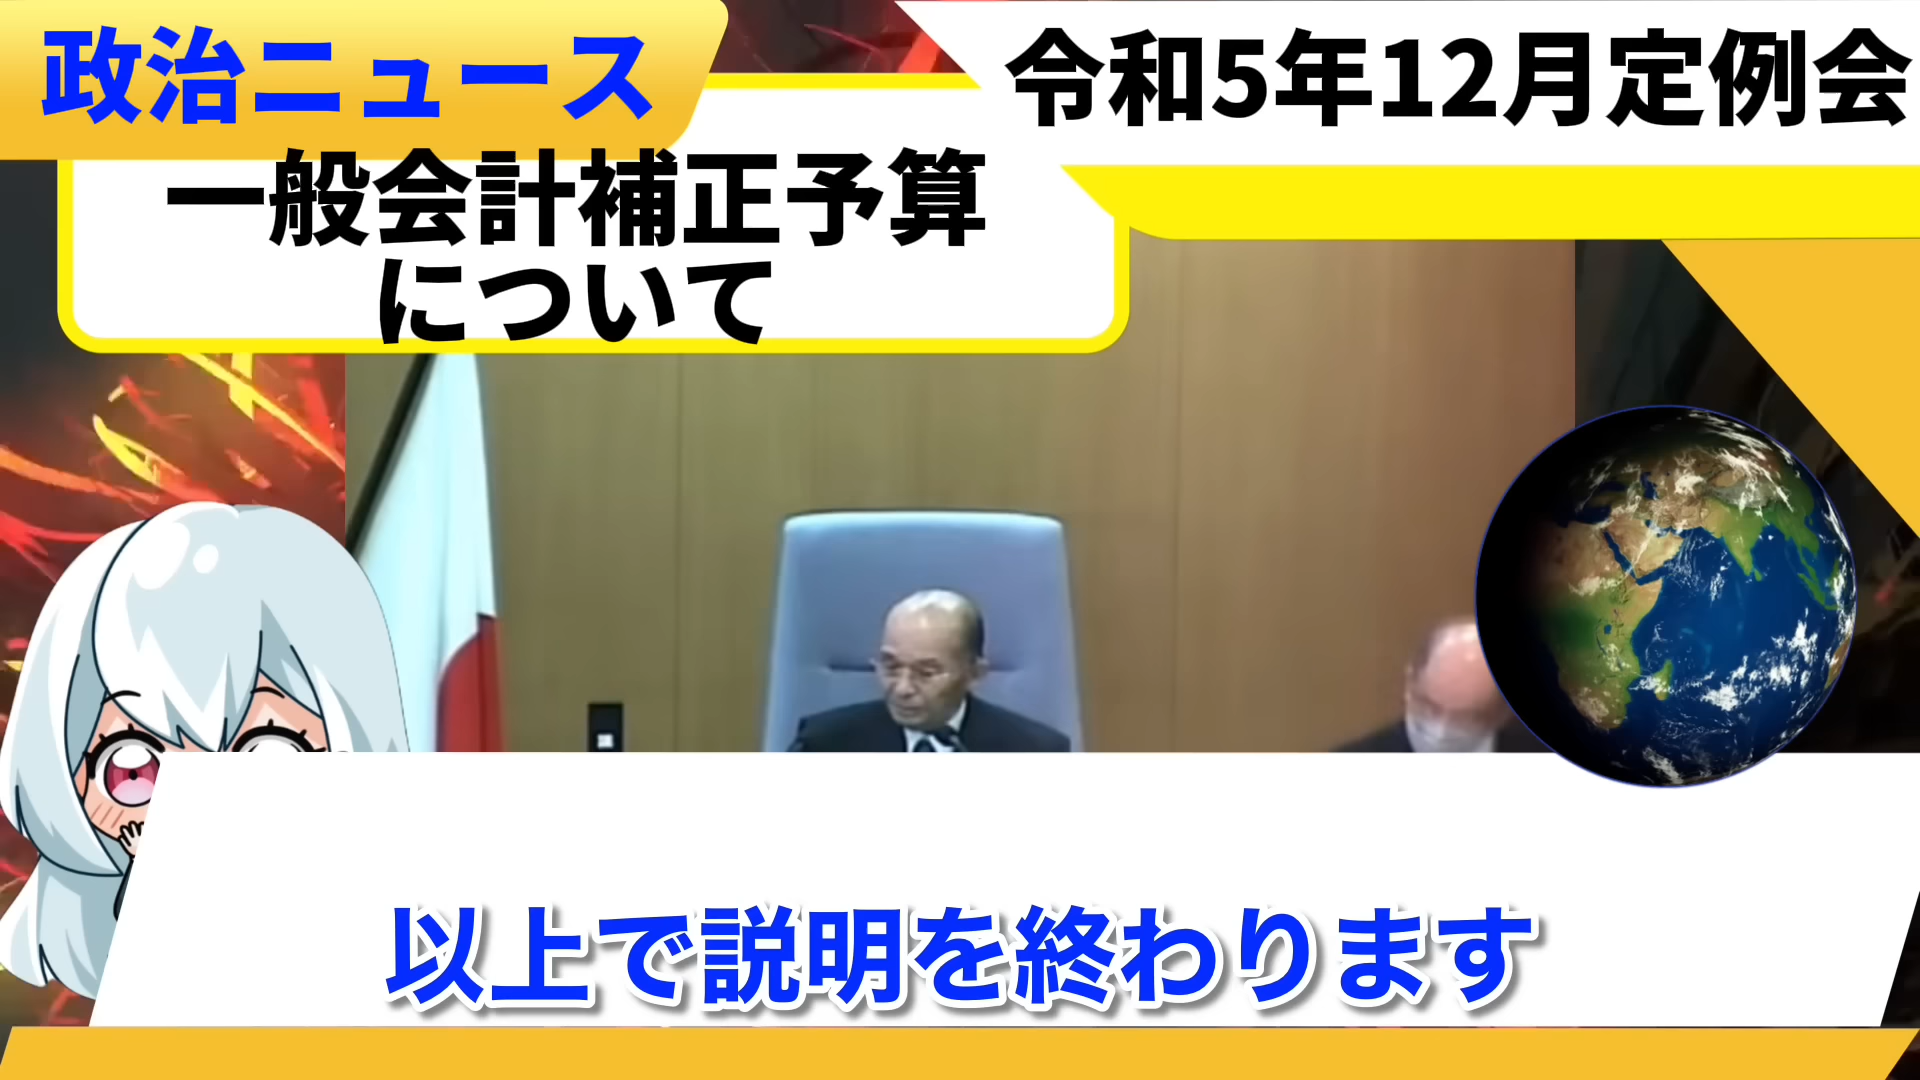 政治ニュース
令和5年12月定例会
一般会計補正予算
について
以上で説明を終わります